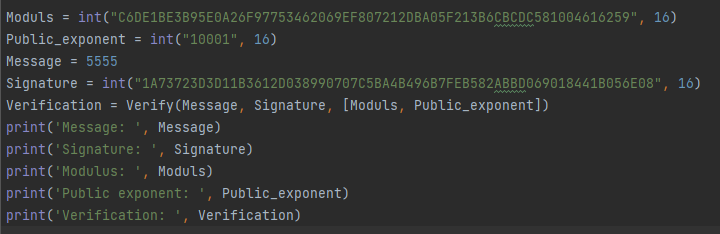 Moduls = int("C6DE1BE3B95E0A26F97753462069EF807212DBA05F213B6CBCDC581004616259", 16)
Public_exponent = int("10001", 16)
Message = 5555
Signature = int("1A73723D3D11B3612D038990707C5BA4B496B7FEB582ABBD069018441B056E08", 16)
Verification = Verify(Message, Signature, [Moduls, Public_exponent])
print('Message: ', Message)
print('Signature: ', Signature)
print('Modulus: ', Moduls)
print('Public exponent: ', Public_exponent)
print('Verification: ', Verification)